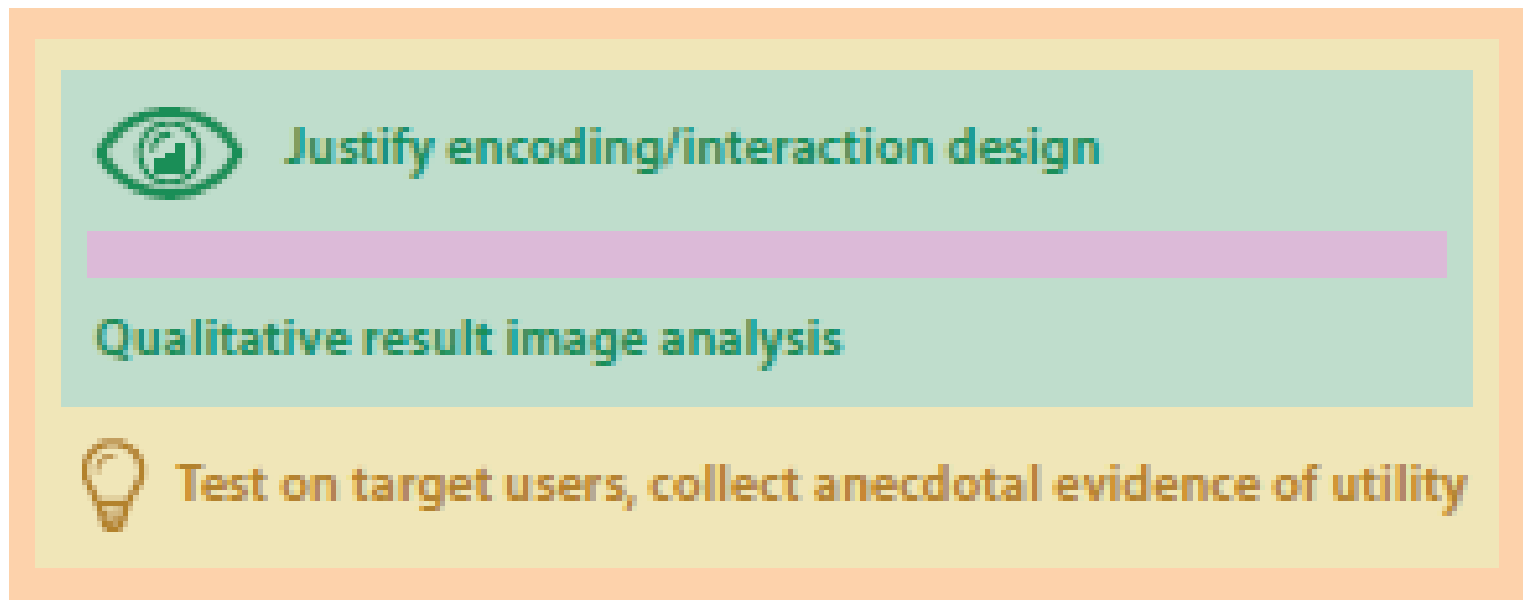 Justify encoding/interaction design
Qualitative result image analysis
Test on target users, collect anecdotal evidence of utility